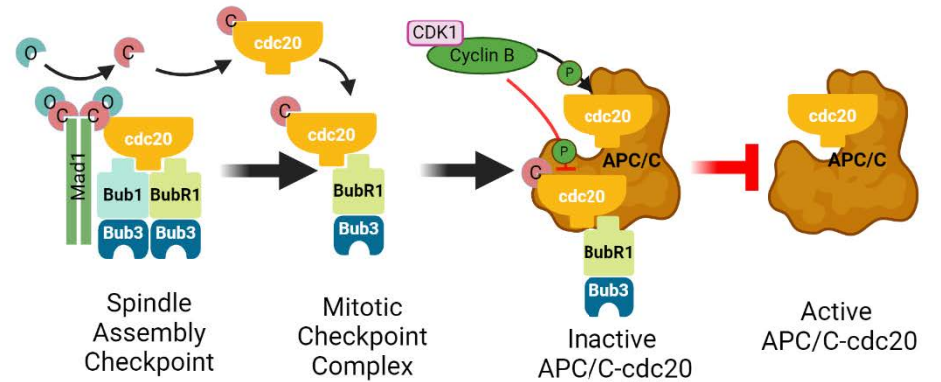 O
C
C
cdc20
O
C
C
O
Mad1
cdc20
Bub1
BubR1
Bub3
Bub3
C
cdc20
BubR1
Bub3
CDK1
Cyclin B
P
cdc20
P
APC/C
C
cdc20
BubR1
Bub3
cdc20
APC/C
Spindle
Assembly
Checkpoint
Mitotic
Checkpoint
Complex
Inactive
APC/C-cdc20
Active
APC/C-cdc20